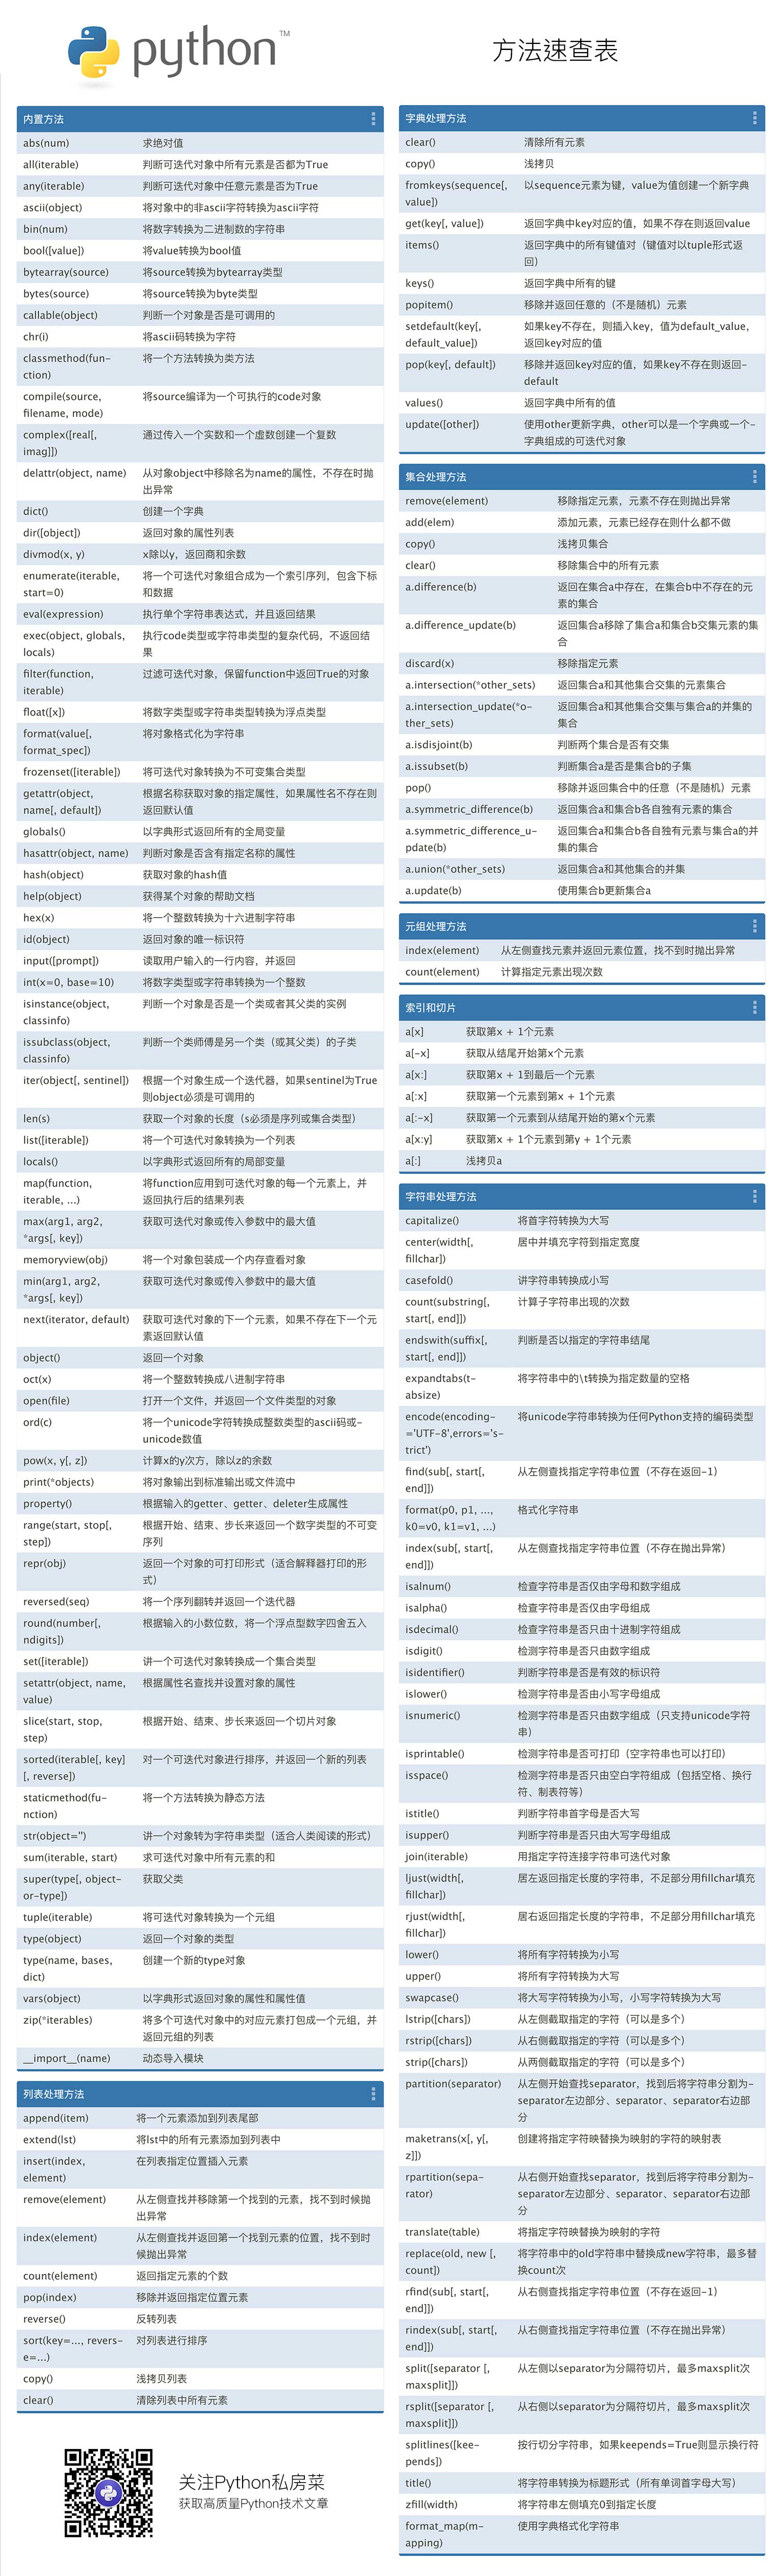 python™
方法速查表
内置方法
abs(num) 求绝对值
all(iterable) 判断可迭代对象中所有元素是否都为True
any(iterable) 判断可迭代对象中任意元素是否为True
ascii(object) 将对象中的非ascii字符转换为ascii字符
bin(num) 将数字转换为二进制数的字符串
bool([value]) 将value转换为bool值
bytearray(source) 将source转换为bytearray类型
bytes(source) 将source转换为byte类型
callable(object) 判断一个对象是否是可调用的
chr(i) 将ascii码转换为字符
classmethod(fun- 将一个方法转换为类方法
ction)
compile(source, 将source编译为一个可执行的code对象
filename, mode)
complex([real[, 通过传入一个实数和一个虚数创建一个复数
imag]])
delattr(object, name) 从对象object中移除名为name的属性，不存在时抛
出异常
dict() 创建一个字典
dir([object]) 返回对象的属性列表
divmod(x, y) x除以y，返回商和余数
enumerate(iterable, 将一个可迭代对象组合成为一个索引序列，包含下标
start=0) 和数据
eval(expression) 执行单个字符串表达式，并且返回结果
exec(object, globals, 执行code类型或字符串类型的复杂代码，不返回结
locals) 果
filter(function, 过滤可迭代对象，保留function中返回True的对象
iterable)
float([x]) 将数字类型或字符串类型转换为浮点类型
format(value[, 将对象格式化为字符串
format_spec])
frozenset([iterable]) 将可迭代对象转换为不可变集合类型
getattr(object, 根据名称获取对象的指定属性，如果属性名不存在则
name[, default]) 返回默认值
globals() 以字典形式返回所有的全局变量
hasattr(object, name) 判断对象是否含有指定名称的属性
hash(object) 获取对象的hash值
help(object) 获得某个对象的帮助文档
hex(x) 将一个整数转换为十六进制字符串
id(object) 返回对象的唯一标识符
input([prompt]) 读取用户输入的一行内容，并返回
int(x=0, base=10) 将数字类型或字符串转换为一个整数
isinstance(object, 判断一个对象是否是一个类或者其父类的实例
classinfo)
issubclass(object, 判断一个类师傅是另一个类（或其父类）的子类
classinfo)
iter(object[, sentinel]) 根据一个对象生成一个迭代器，如果sentinel为True
则object必须是可调用的
len(s) 获取一个对象的长度（s必须是序列或集合类型）
list([iterable]) 将一个可迭代对象转换为一个列表
locals() 以字典形式返回所有的局部变量
map(function, 将function应用到可迭代对象的每一个元素上，并
iterable, ...) 返回执行后的结果列表
max(arg1, arg2, 获取可迭代对象或传入参数中的最大值
*args[, key])
memoryview(obj) 将一个对象包装成一个内存查看对象
min(arg1, arg2, 获取可迭代对象或传入参数中的最大值
*args[, key])
next(iterator, default) 获取可迭代对象的下一个元素，如果不存在下一个元
素返回默认值
object() 返回一个对象
oct(x) 将一个整数转换成八进制字符串
open(file) 打开一个文件，并返回一个文件类型的对象
ord(c) 将一个unicode字符转换成整数类型的ascii码或-
unicode数值
pow(x, y[, z]) 计算x的y次方，除以z的余数
print(*objects) 将对象输出到标准输出或文件流中
property() 根据输入的getter、getter、deleter生成属性
range(start, stop[, 根据开始、结束、步长来返回一个数字类型的不可变
step]) 序列
repr(obj) 返回一个对象的可打印形式（适合解释器打印的形
式）
reversed(seq) 将一个序列翻转并返回一个迭代器
round(number[, 根据输入的小数位数，将一个浮点型数字四舍五入
ndigits])
set([iterable]) 讲一个可迭代对象转换成一个集合类型
setattr(object, name, 根据属性名查找并设置对象的属性
value)
slice(start, stop, 根据开始、结束、步长来返回一个切片对象
step)
sorted(iterable[, key] 对一个可迭代对象进行排序，并返回一个新的列表
[, reverse])
staticmethod(fu- 将一个方法转换为静态方法
nction)
str(object='') 讲一个对象转为字符串类型（适合人类阅读的形式）
sum(iterable, start) 求可迭代对象中所有元素的和
super(type[, object- 获取父类
or-type])
tuple(iterable) 将可迭代对象转换为一个元组
type(object) 返回一个对象的类型
type(name, bases, 创建一个新的type对象
dict)
vars(object) 以字典形式返回对象的属性和属性值
zip(*iterables) 将多个可迭代对象中的对应元素打包成一个元组，并
返回元组的列表
__import__(name) 动态导入模块
列表处理方法
append(item) 将一个元素添加到列表尾部
extend(lst) 将lst中的所有元素添加到列表中
insert(index, 在列表指定位置插入元素
element)
remove(element) 从左侧查找并移除第一个找到的元素，找不到时候抛
出异常
index(element) 从左侧查找并返回第一个找到元素的位置，找不到时
候抛出异常
count(element) 返回指定元素的个数
pop(index) 移除并返回指定位置元素
reverse() 反转列表
sort(key=..., revers- 对列表进行排序
e=...)
copy() 浅拷贝列表
clear() 清除列表中所有元素
关注Python私房菜
获取高质量Python技术文章
字典处理方法
clear() 清除所有元素
copy() 浅拷贝
fromkeys(sequence[, 以sequence元素为键，value为值创建一个新字典
value])
get(key[, value]) 返回字典中key对应的值，如果不存在则返回value
items() 返回字典中的所有键值对（键值对以tuple形式返
回）
keys() 返回字典中所有的键
popitem() 移除并返回任意的（不是随机）元素
setdefault(key[, 如果key不存在，则插入key，值为default_value，
default_value]) 返回key对应的值
pop(key[, default]) 移除并返回key对应的值，如果key不存在则返回-
default
values() 返回字典中所有的值
update([other]) 使用other更新字典，other可以是一个字典或一个-
字典组成的可迭代对象
集合处理方法
remove(element) 移除指定元素，元素不存在则抛出异常
add(elem) 添加元素，元素已经存在则什么都不做
copy() 浅拷贝集合
clear() 移除集合中的所有元素
a.difference(b) 返回在集合a中存在，在集合b中不存在的元
素的集合
a.difference_update(b) 返回集合a移除了集合a和集合b交集元素的集
合
discard(x) 移除指定元素
a.intersection(*other_sets) 返回集合a和其他集合交集的元素集合
a.intersection_update(*o- 返回集合a和其他集合交集与集合a的并集的
ther_sets) 集合
a.isdisjoint(b) 判断两个集合是否有交集
a.issubset(b) 判断集合a是否是集合b的子集
pop() 移除并返回集合中的任意（不是随机）元素
a.symmetric_difference(b) 返回集合a和集合b各自独有元素的集合
a.symmetric_difference_u- 返回集合a和集合b各自独有元素与集合a的并
pdate(b) 集的集合
a.union(*other_sets) 返回集合a和其他集合的并集
a.update(b) 使用集合b更新集合a
元组处理方法
index(element) 从左侧查找元素并返回元素位置，找不到时抛出异常
count(element) 计算指定元素出现次数
索引和切片
a[x] 获取第x + 1个元素
a[-x] 获取从结尾开始第x个元素
a[x:] 获取第x + 1到最后一个元素
a[:x] 获取第一个元素到第x + 1个元素
a[:-x] 获取第一个元素到从结尾开始的第x个元素
a[x:y] 获取第x + 1个元素到第y + 1个元素
a[:] 浅拷贝a
字符串处理方法
capitalize() 将首字符转换为大写
center(width[, 居中并填充字符到指定宽度
fillchar])
casefold() 讲字符串转换成小写
count(substring[, 计算子字符串出现的次数
start[, end]])
endswith(suffix[, 判断是否以指定的字符串结尾
start[, end]])
expandtabs(t- 将字符串中的\t转换为指定数量的空格
absize)
encode(encoding- 将unicode字符串转换为任何Python支持的编码类型
='UTF-8',errors='s-
trict')
find(sub[, start[, 从左侧查找指定字符串位置（不存在返回-1）
end]])
format(p0, p1, ..., 格式化字符串
k0=v0, k1=v1, ...)
index(sub[, start[, 从左侧查找指定字符串位置（不存在抛出异常）
end]])
isalnum() 检查字符串是否仅由字母和数字组成
isalpha() 检查字符串是否仅由字母组成
isdecimal() 检查字符串是否只由十进制字符组成
isdigit() 检测字符串是否只由数字组成
isidentifier() 判断字符串是否是有效的标识符
islower() 检测字符串是否由小写字母组成
isnumeric() 检测字符串是否只由数字组成（只支持unicode字符
串）
isprintable() 检测字符串是否可打印（空字符串也可以打印）
isspace() 检测字符串是否只由空白字符组成（包括空格、换行
符、制表符等）
istitle() 判断字符串首字母是否大写
isupper() 判断字符串是否只由大写字母组成
join(iterable) 用指定字符连接字符串可迭代对象
ljust(width[, 居左返回指定长度的字符串，不足部分用fillchar填充
fillchar])
rjust(width[, 居右返回指定长度的字符串，不足部分用fillchar填充
fillchar])
lower() 将所有字符转换为小写
upper() 将所有字符转换为大写
swapcase() 将大写字符转换为小写，小写字符转换为大写
lstrip([chars]) 从左侧截取指定的字符（可以是多个）
rstrip([chars]) 从右侧截取指定的字符（可以是多个）
strip([chars]) 从两侧截取指定的字符（可以是多个）
partition(separator) 从左侧开始查找separator，找到后将字符串分割为-
separator左边部分、separator、separator右边部
分
maketrans(x[, y[, 创建将指定字符映替换为映射的字符的映射表
z]])
rpartition(sepa- 从右侧开始查找separator，找到后将字符串分割为-
rator) separator左边部分、separator、separator右边部
分
translate(table) 将指定字符映替换为映射的字符
replace(old, new [, 将字符串中的old字符串中替换成new字符串，最多替
count]) 换count次
rfind(sub[, start[, 从右侧查找指定字符串位置（不存在返回-1）
end]])
rindex(sub[, start[, 从右侧查找指定字符串位置（不存在抛出异常）
end]])
split([separator [, 从左侧以separator为分隔符切片，最多maxsplit次
maxsplit]])
rsplit([separator [, 从右侧以separator为分隔符切片，最多maxsplit次
maxsplit]])
splitlines([kee- 按行切分字符串，如果keepends=True则显示换行符
pends])
title() 将字符串转换为标题形式（所有单词首字母大写）
zfill(width) 将字符串左侧填充0到指定长度
format_map(m- 使用字典格式化字符串
apping)